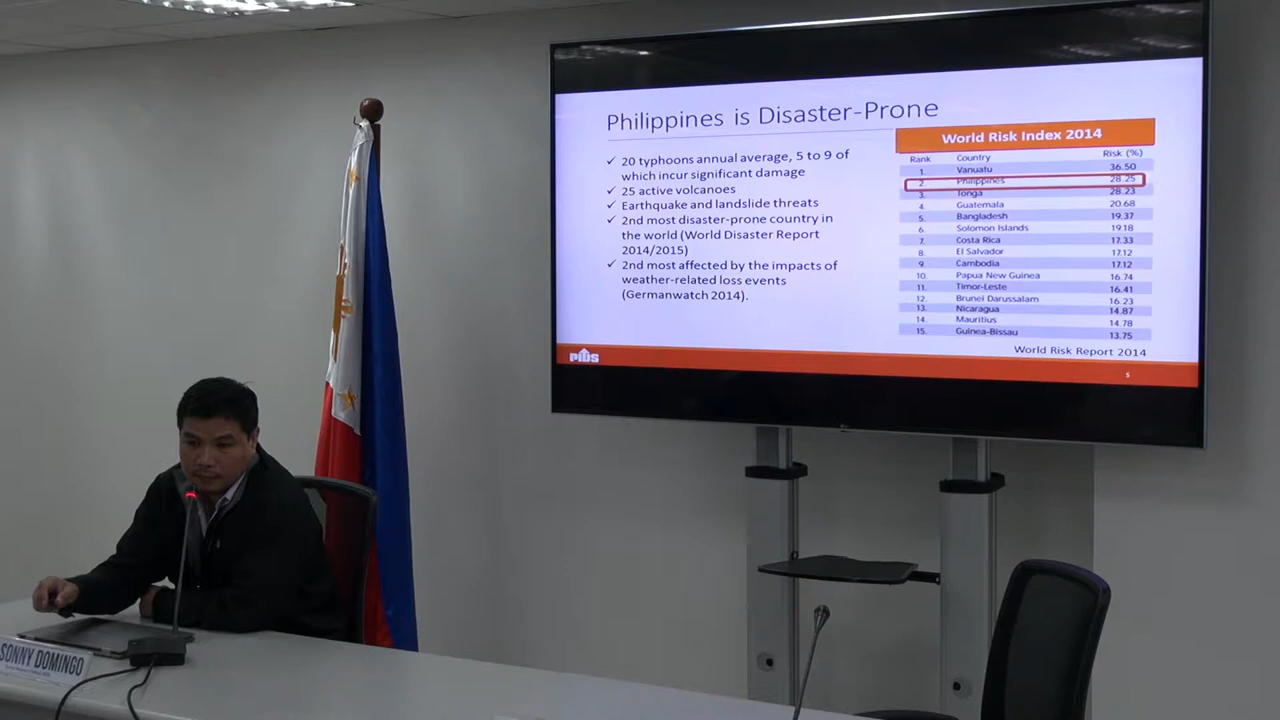 Philippines is Disaster-Prone
✓ 20 typhoons annual average, 5 to 9 of
which incur significant damage
✓ 25 active volcanoes
✓ Earthquake and landslide threats
✓ 2nd most disaster-prone country in
the world (World Disaster Report
2014/2015)
✓ 2nd most affected by the impacts of
weather-related loss events
(Germanwatch 2014).
World Risk Index 2014
Rank Country Risk (%)
1. Vanuatu 36.50
2. Philippines 28.25
3. Tonga 28.23
4. Guatemala 20.68
5. Bangladesh 19.37
6. Solomon Islands 19.18
7. Costa Rica 17.33
8. El Salvador 17.12
9. Cambodia 17.12
10. Papua New Guinea 16.74
11. Timor-Leste 16.41
12. Brunei Darussalam 16.23
13. Nicaragua 14.87
14. Mauritius 14.78
15. Guinea-Bissau 13.75
World Risk Report 2014
PIDS
5
SONNY DOMINGO